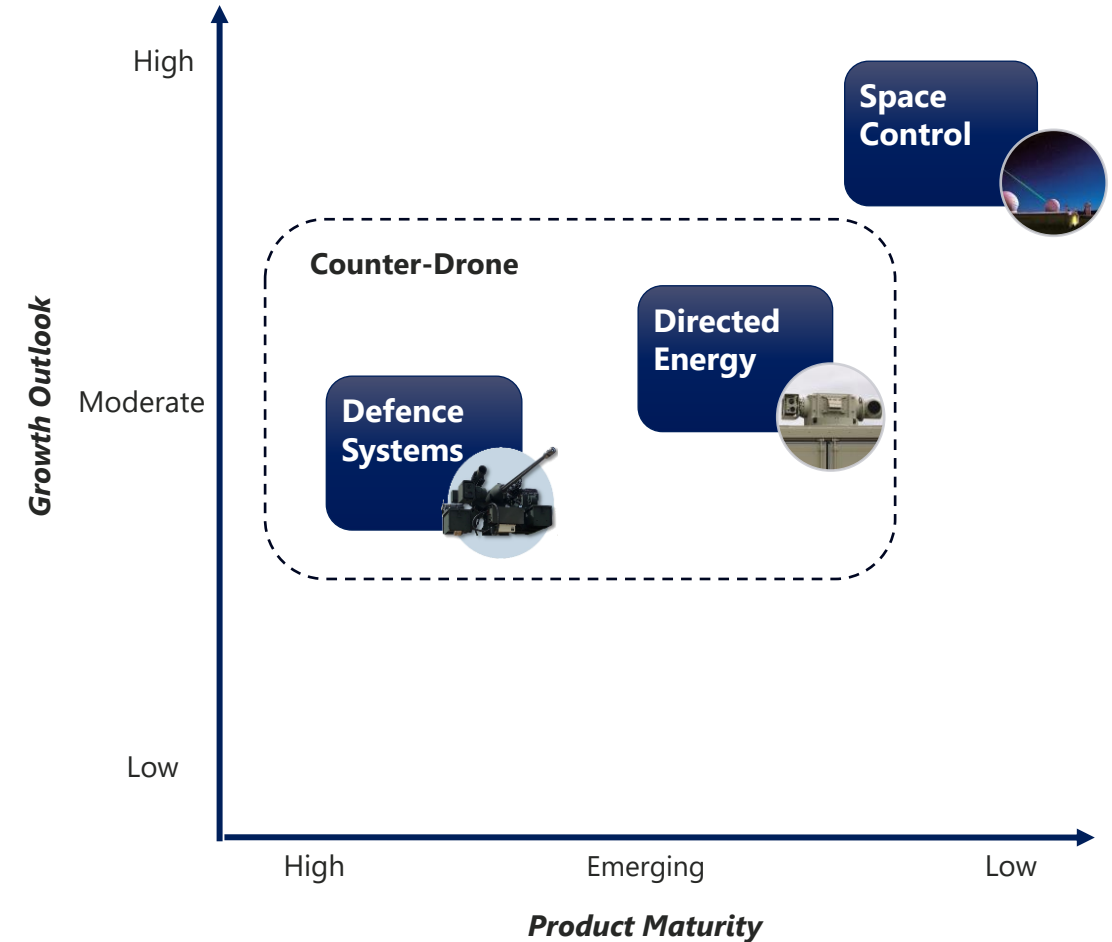 High
Space
Control
Counter-Drone
Directed
Energy
Growth Outlook
Moderate
Defence
Systems
Low
High
Emerging
Low
Product Maturity